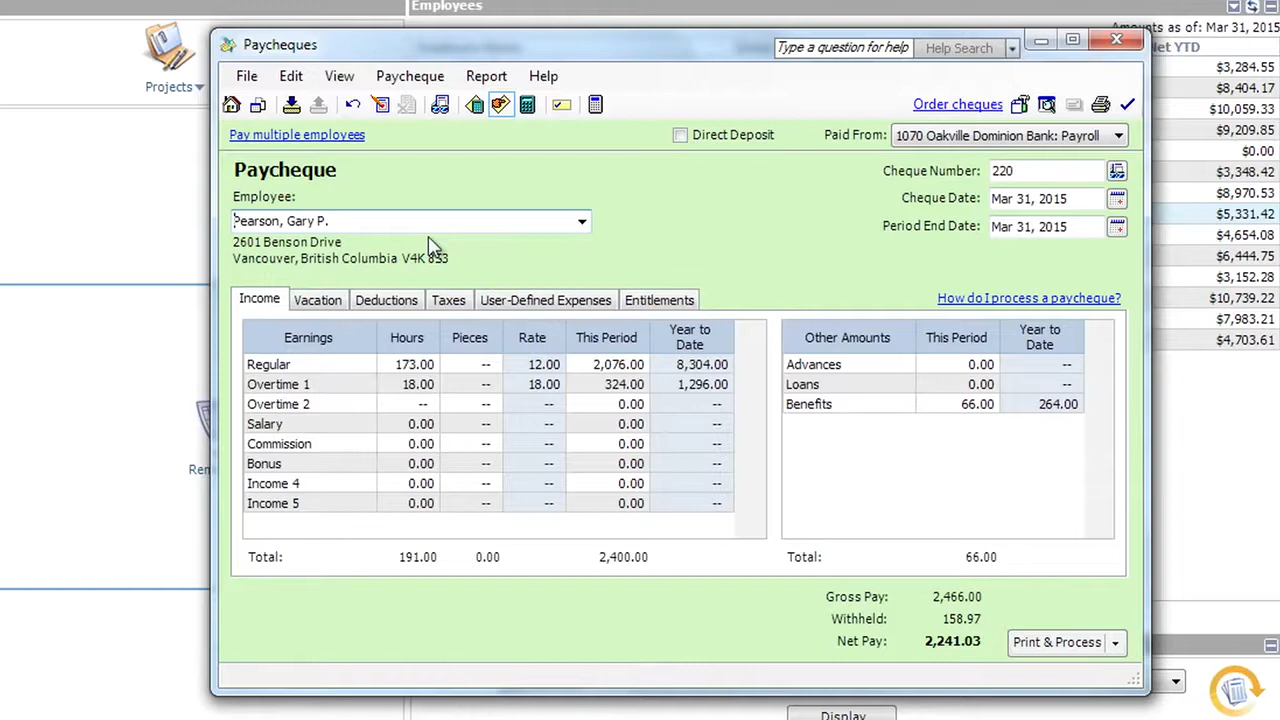 Employees
Amounts as of: Mar 31, 2015
Net YTD
Projects
Paycheques
Type a question for help
Help Search
File Edit View Paycheque Report Help
Order cheques
Pay multiple employees
Direct Deposit
Paid From: 1070 Oakville Dominion Bank: Payroll
Paycheque
Cheque Number: 220
Employee:
Cheque Date: Mar 31, 2015
Pearson, Gary P.
Period End Date: Mar 31, 2015
2601 Benson Drive
Vancouver, British Columbia V4K
Income Vacation Deductions Taxes User-Defined Expenses Entitlements
How do I process a paycheque?
Earnings Hours Pieces Rate This Period Year to Date
Regular 173.00 -- 12.00 2,076.00 8,304.00
Overtime 1 18.00 -- 18.00 324.00 1,296.00
Overtime 2 -- -- -- 0.00 --
Salary 0.00 -- -- 0.00 --
Commission 0.00 -- -- 0.00 --
Bonus 0.00 -- -- 0.00 --
Income 4 0.00 -- -- 0.00 --
Income 5 0.00 -- -- 0.00 --
Total: 191.00 0.00 2,400.00
Other Amounts This Period Year to Date
Advances 0.00 --
Loans 0.00 --
Benefits 66.00 264.00
Total: 66.00
Gross Pay: 2,466.00
Withheld: 158.97
Net Pay: 2,241.03
Print & Process
$3,284.55
$8,404.17
$10,059.33
$9,209.85
$0.00
$3,348.42
$8,970.53
$5,331.42
$4,654.08
$6,444.75
$3,152.28
$10,739.22
$7,983.21
$4,703.61
Display